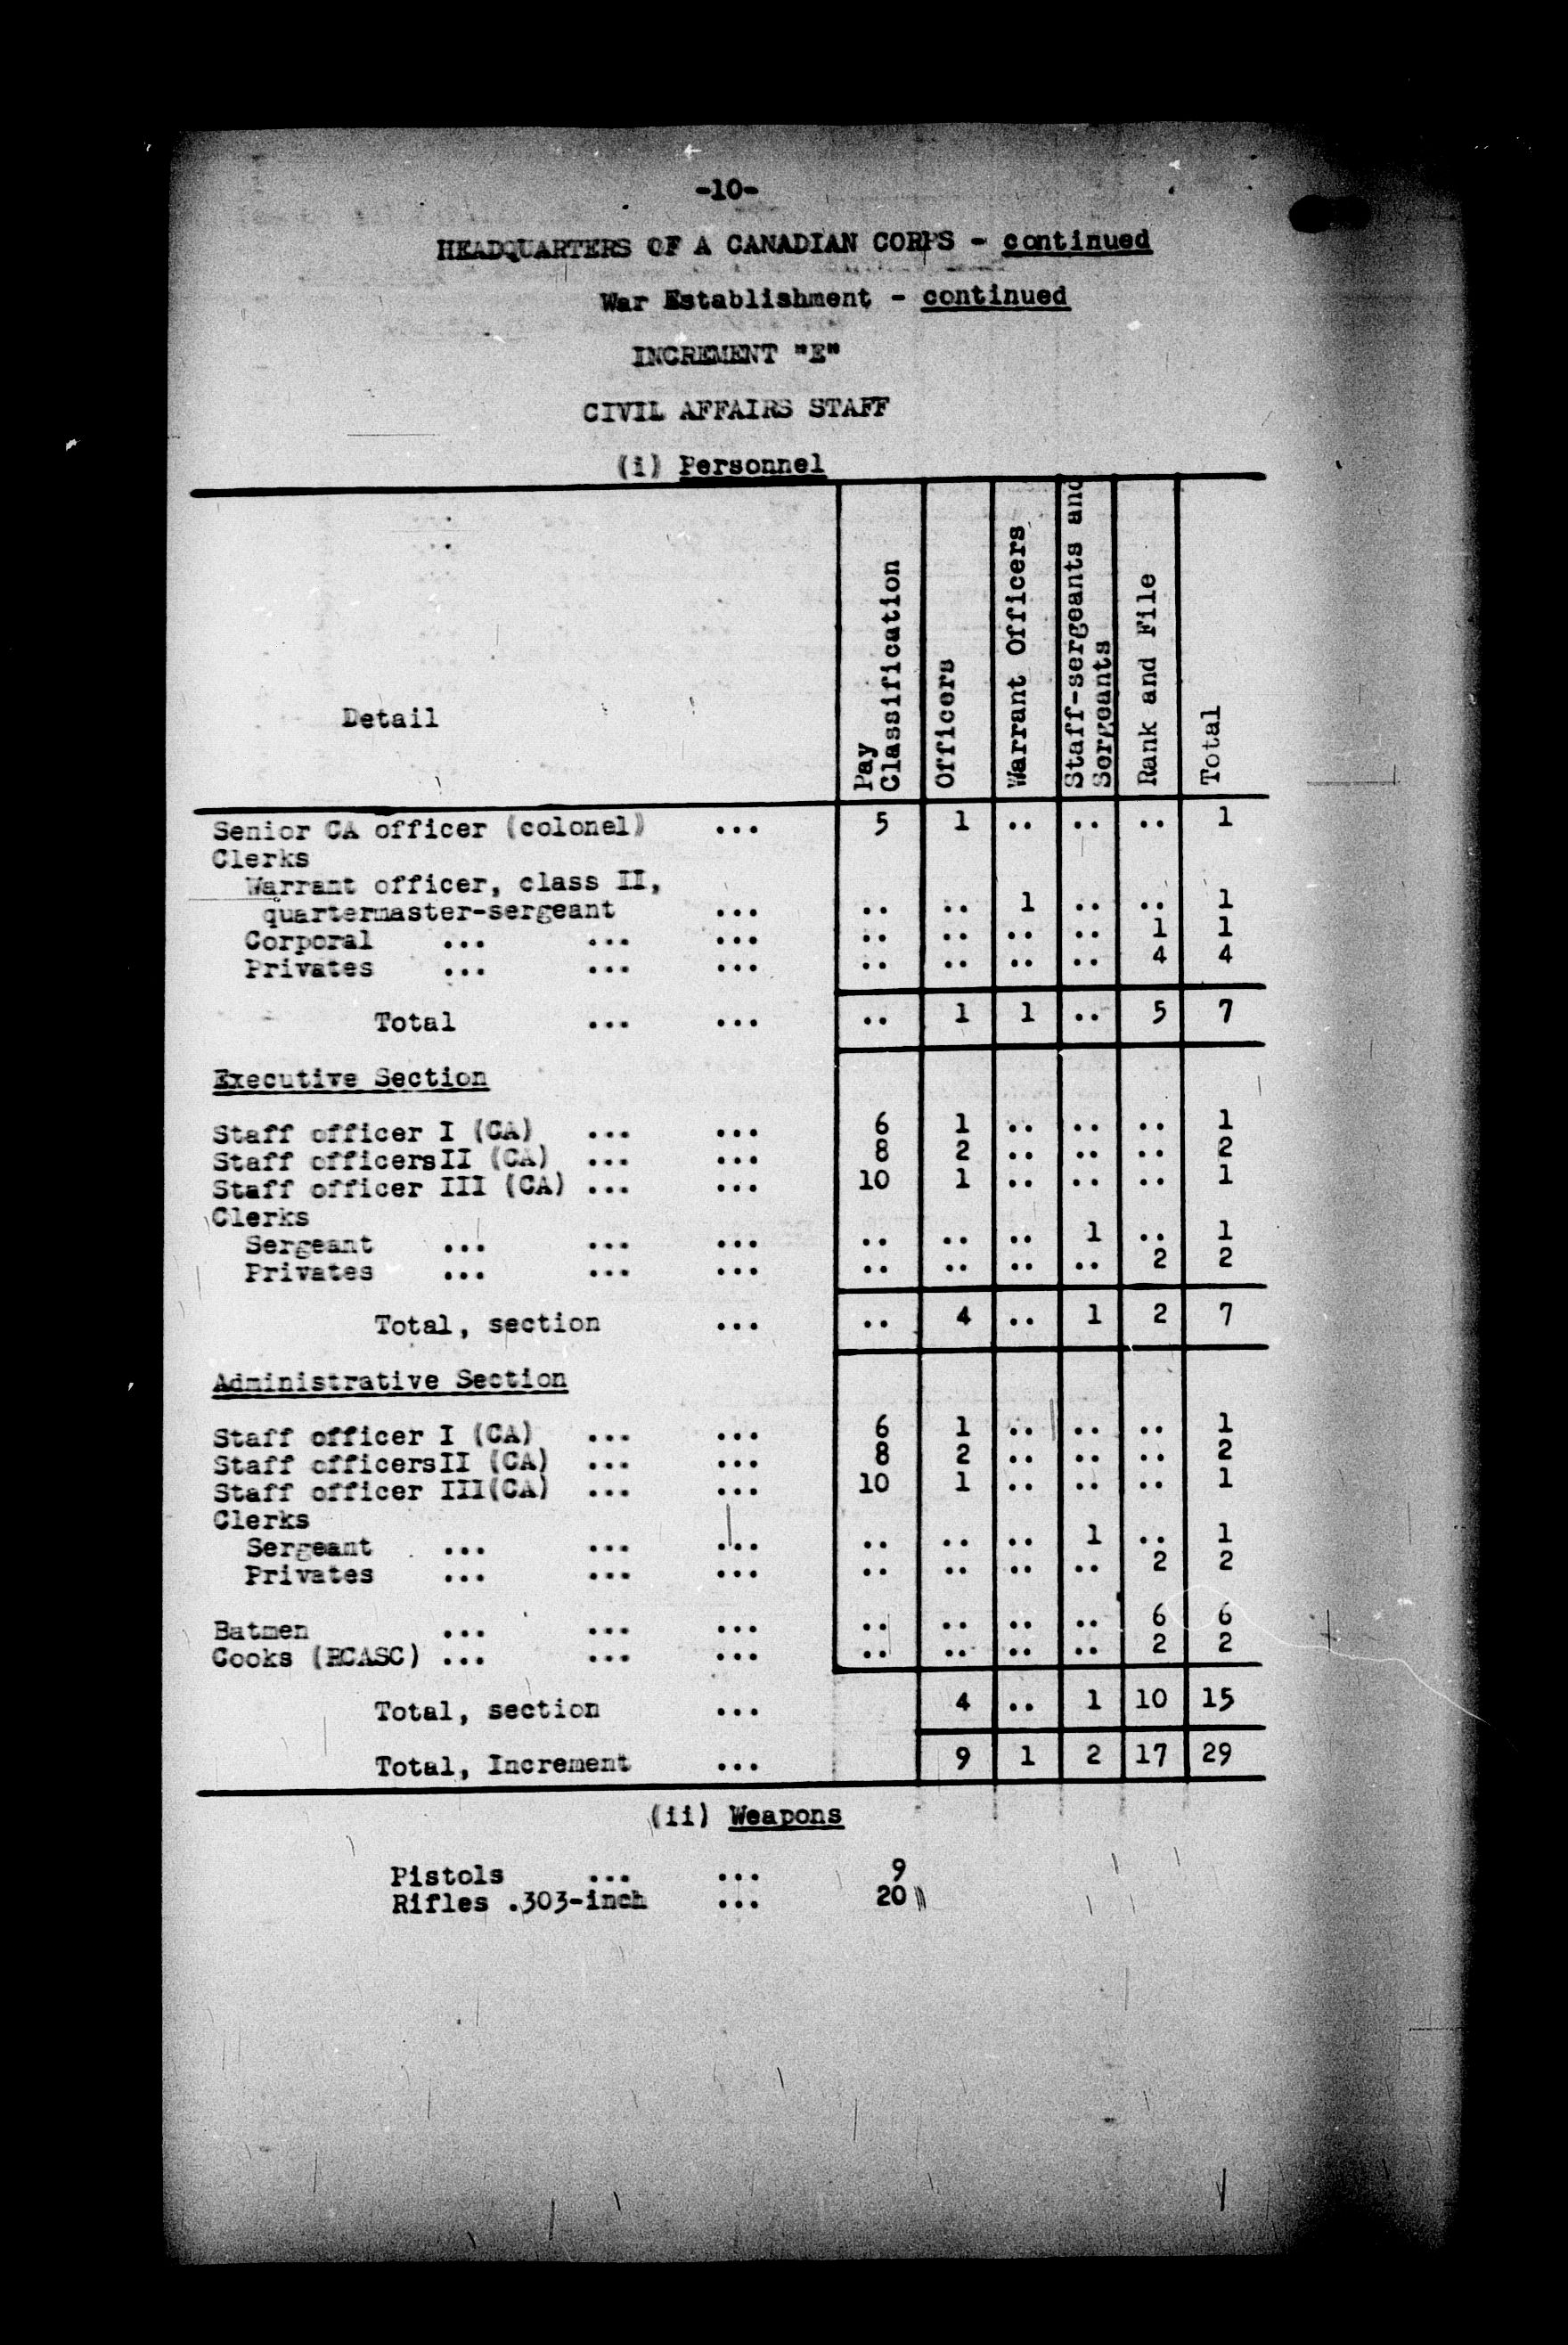 -10-
HEADQUARTERS OF A CANADIAN CORPS - continued
War Establishment - continued
INCREMENT "E"
CIVIL AFFAIRS STAFF
(i) Personnel
Detail
Pay Classification
Officers
Warrant Officers
Staff-sergeants and Sergeants
Rank and File
Total
Senior CA officer (colonel) ... 5 1 .. .. .. 1
Clerks
Warrant officer, class II,
quartermaster-sergeant ... .. .. 1 .. .. 1
Corporal ... ... ... .. .. .. .. 1 1
Privates ... ... ... .. .. .. .. 4 4
Total ... ... .. 1 1 .. 5 7
Executive Section
Staff officer I (CA) ... ... 6 1 .. .. .. 1
Staff officersII (CA) ... ... 8 2 .. .. .. 2
Staff officer III (CA) ... ... 10 1 .. .. .. 1
Clerks
Sergeant ... ... ... .. .. .. 1 .. 1
Privates ... ... ... .. .. .. .. 2 2
Total, section ... .. 4 .. 1 2 7
Administrative Section
Staff officer I (CA) ... ... 6 1 .. .. .. 1
Staff officersII (CA) ... ... 8 2 .. .. .. 2
Staff officer III(CA) ... ... 10 1 .. .. .. 1
Clerks
Sergeant ... ... ... .. .. .. 1 .. 1
Privates ... ... ... .. .. .. .. 2 2
Batmen ... ... ... .. .. .. .. 6 6
Cooks (RCASC) ... ... ... .. .. .. .. 2 2
Total, section ... 4 .. 1 10 15
Total, Increment ... 9 1 2 17 29
(ii) Weapons
Pistols ... ... 9
Rifles .303-inch ... 20